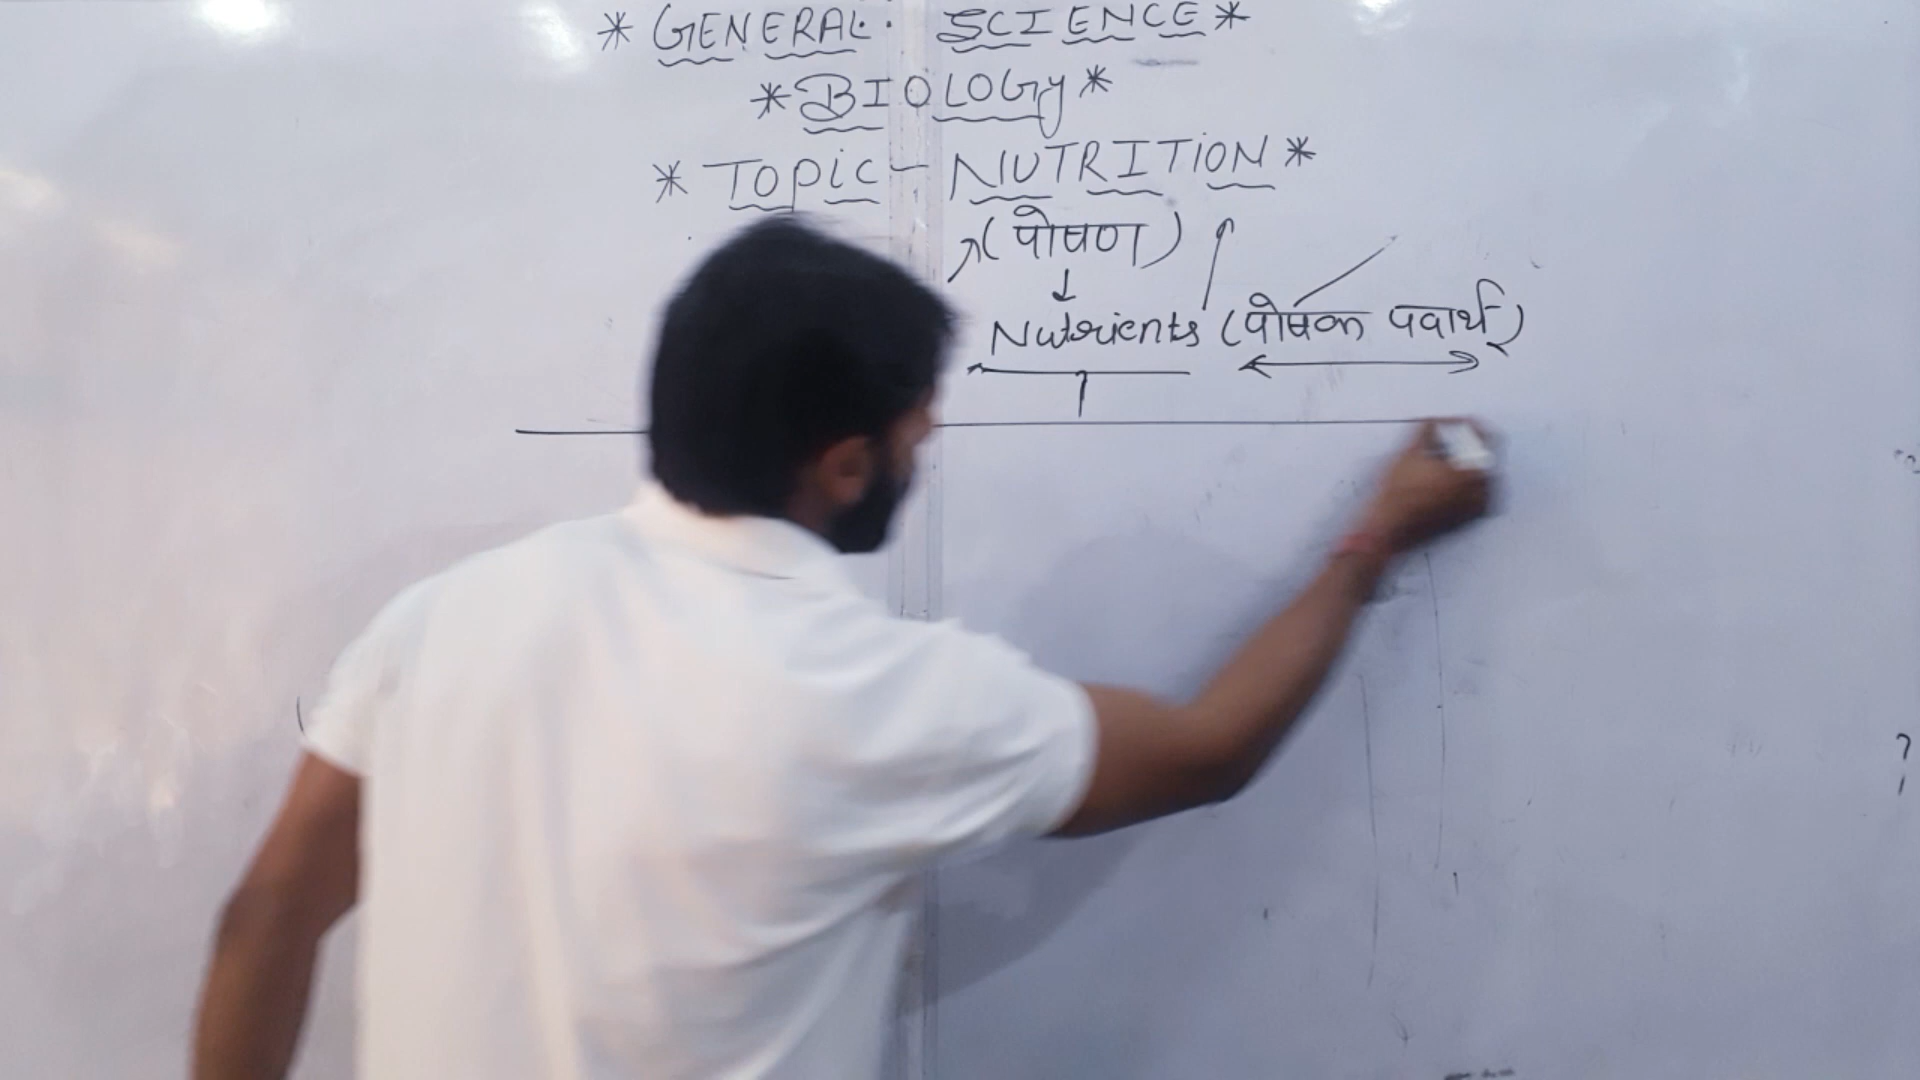 * GENERAL: SCIENCE *
* BIOLOGY *
* TOPIC - NUTRITION *
(पोषण)
↓
Nutrients (पोषक पदार्थ)